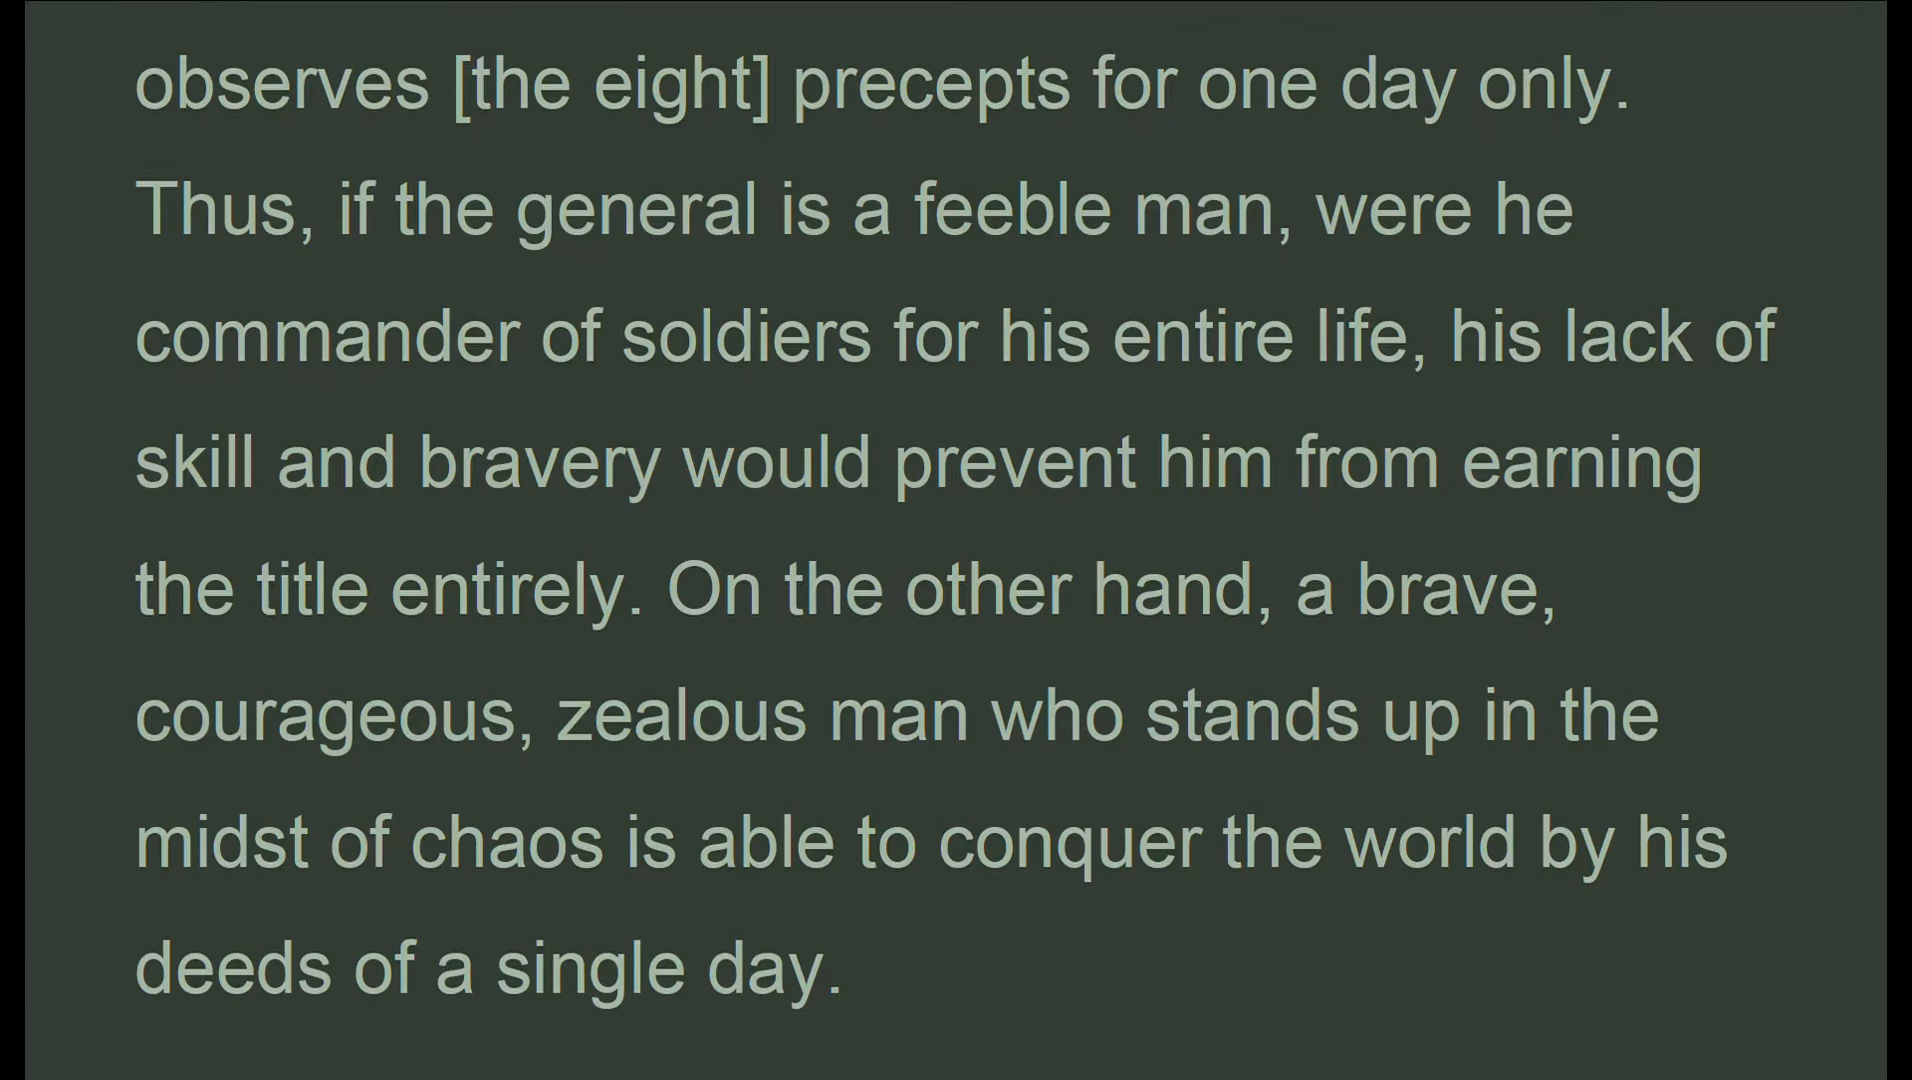 observes [the eight] precepts for one day only.
Thus, if the general is a feeble man, were he
commander of soldiers for his entire life, his lack of
skill and bravery would prevent him from earning
the title entirely. On the other hand, a brave,
courageous, zealous man who stands up in the
midst of chaos is able to conquer the world by his
deeds of a single day.